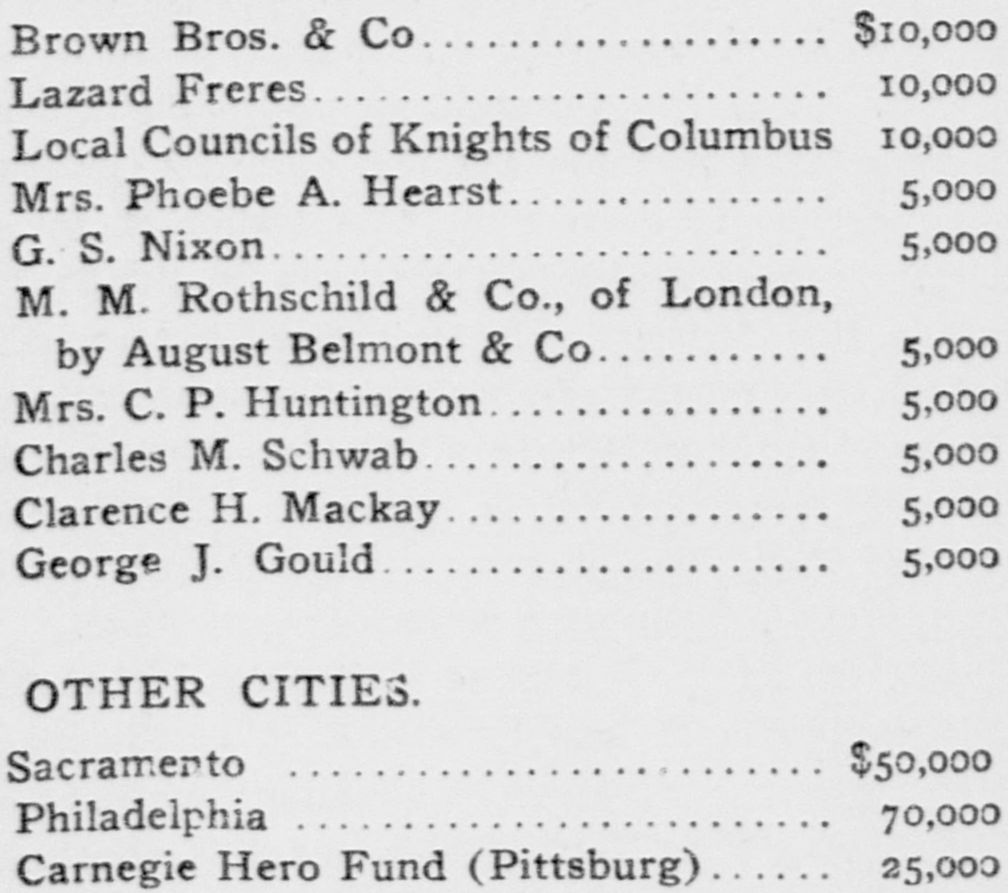 Brown Bros. & Co.................... $10,000
Lazard Freres........................ 10,000
Local Councils of Knights of Columbus 10,000
Mrs. Phoebe A. Hearst............... 5,000
G. S. Nixon.......................... 5,000
M. M. Rothschild & Co., of London,
by August Belmont & Co........... 5,000
Mrs. C. P. Huntington................ 5,000
Charles M. Schwab................... 5,000
Clarence H. Mackay.................. 5,000
George J. Gould..................... 5,000
OTHER CITIES.
Sacramento ......................... $50,000
Philadelphia ......................... 70,000
Carnegie Hero Fund (Pittsburg)...... 25,000